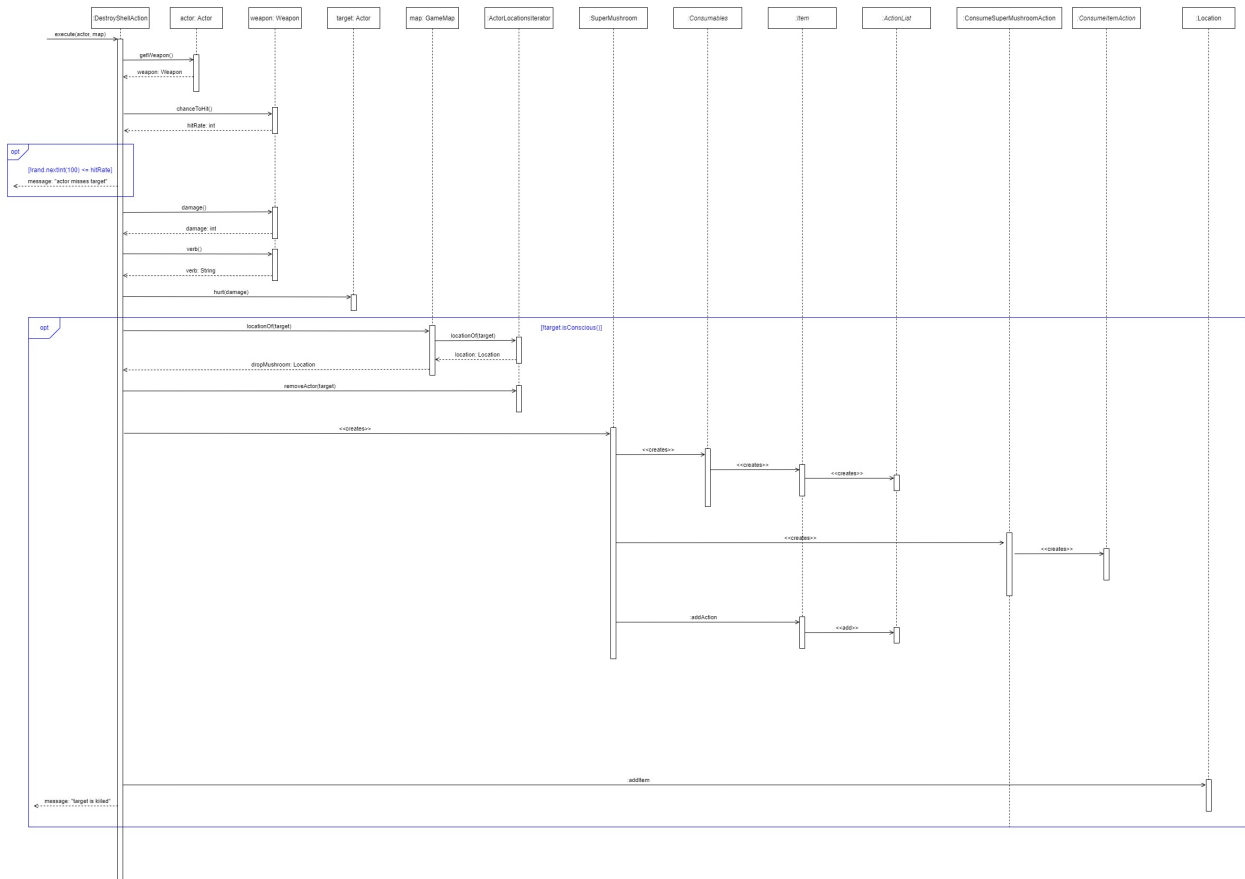 :DestroyShellAction
actor: Actor
weapon: Weapon
target: Actor
map: GameMap
:ActorLocationsIterator
:SuperMushroom
:Consumables
:Item
:ActionList
:ConsumeSuperMushroomAction
:ConsumeItemAction
:Location
execute(actor, map)
getWeapon()
weapon: Weapon
chanceToHit()
hitRate: int
opt
[!rand.nextInt(100) <= hitRate]
message: "actor misses target"
damage()
damage: int
verb()
verb: String
hurt(damage)
opt
[!target.isConscious()]
locationOf(target)
locationOf(target)
location: Location
dropMushroom: Location
removeActor(target)
<<creates>>
<<creates>>
<<creates>>
<<creates>>
<<creates>>
<<creates>>
:addAction
<<add>>
:addItem
message: "target is killed"